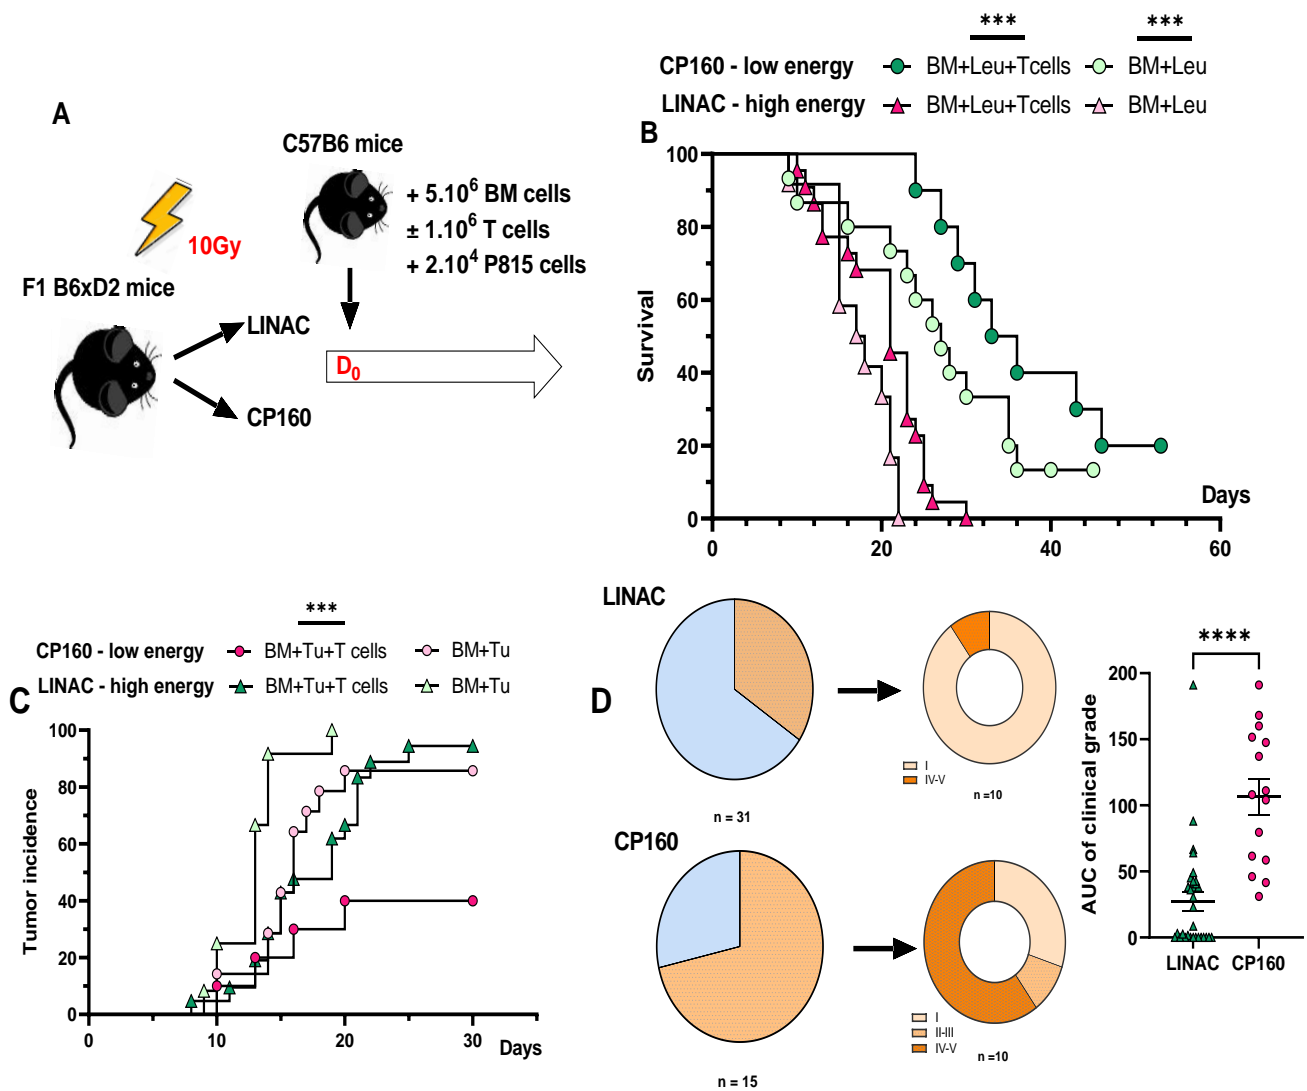 A
C57B6 mice
+ 5.10⁶ BM cells
± 1.10⁶ T cells
+ 2.10⁴ P815 cells
10Gy
F1 B6xD2 mice
LINAC
D₀
CP160
*** ***
CP160 - low energy BM+Leu+Tcells BM+Leu
LINAC - high energy BM+Leu+Tcells BM+Leu
B
Survival
100
80
60
40
20
0
0 20 40 60
Days
***
CP160 - low energy BM+Tu+T cells BM+Tu
LINAC - high energy BM+Tu+T cells BM+Tu
C
Tumor incidence
100
80
60
40
20
0
0 10 20 30
Days
D
LINAC
n = 31
I
IV-V
n =10
CP160
n = 15
I
II-III
IV-V
n =10
****
AUC of clinical grade
200
150
100
50
0
LINAC CP160